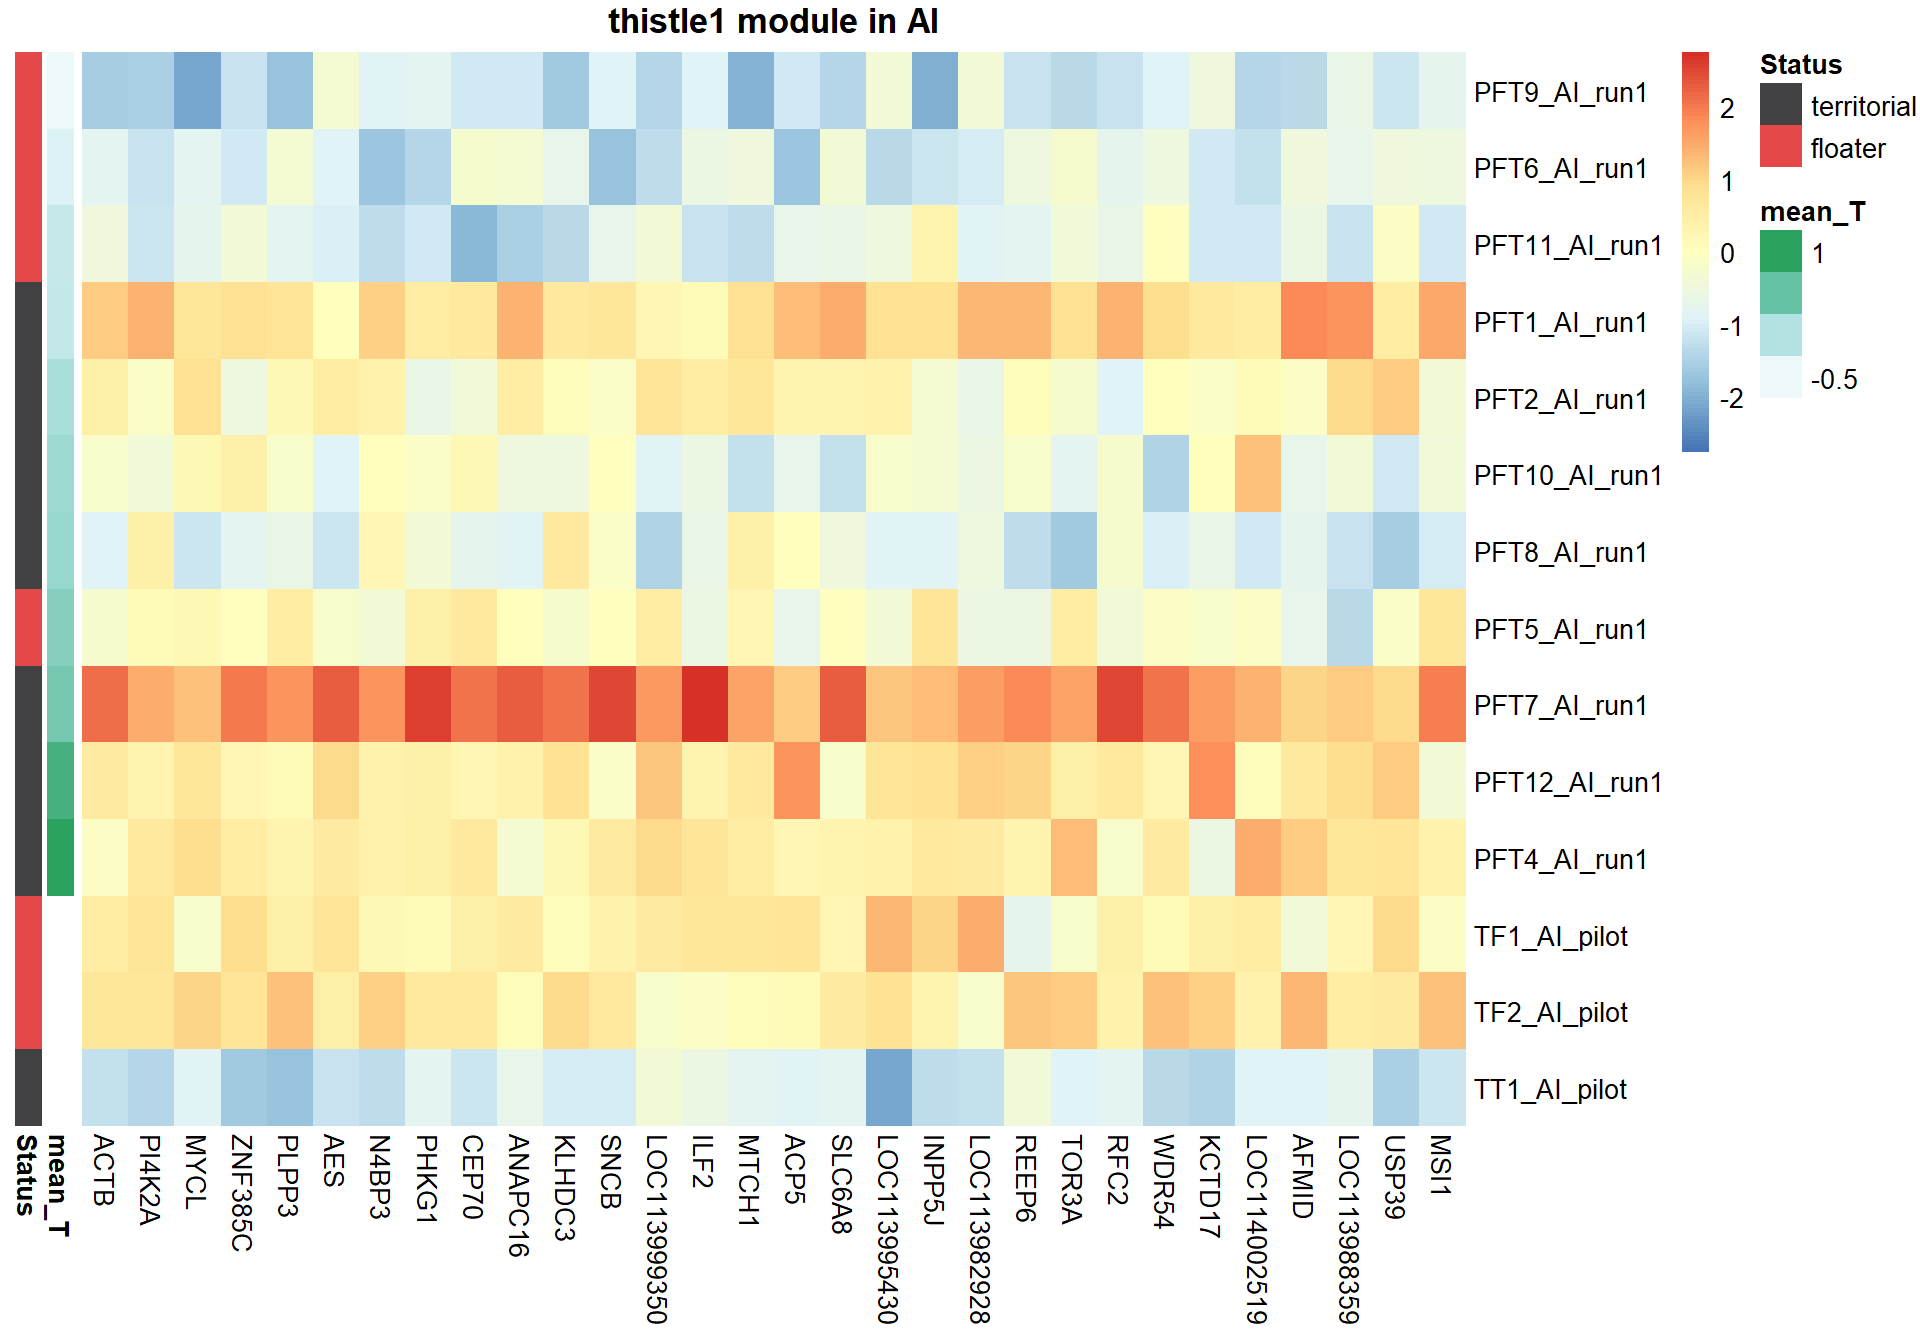 thistle1 module in AI
PFT9_AI_run1
PFT6_AI_run1
PFT11_AI_run1
PFT1_AI_run1
PFT2_AI_run1
PFT10_AI_run1
PFT8_AI_run1
PFT5_AI_run1
PFT7_AI_run1
PFT12_AI_run1
PFT4_AI_run1
TF1_AI_pilot
TF2_AI_pilot
TT1_AI_pilot
2
1
0
-1
-2
Status
territorial
floater
mean_T
1
-0.5
Status
mean_T
ACTB
PI4K2A
MYCL
ZNF385C
PLPP3
AES
N4BP3
PHKG1
CEP70
ANAPC16
KLHDC3
SNCB
LOC113999350
ILF2
MTCH1
ACP5
SLC6A8
LOC113995430
INPP5J
LOC113982928
REEP6
TOR3A
RFC2
WDR54
KCTD17
LOC114002519
AFMID
LOC113988359
USP39
MSI1